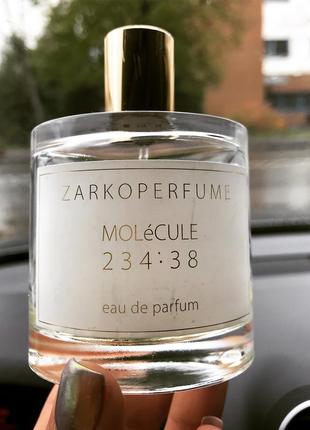 ZARKOPERFUME
MOLéCULE
234:38
eau de parfum